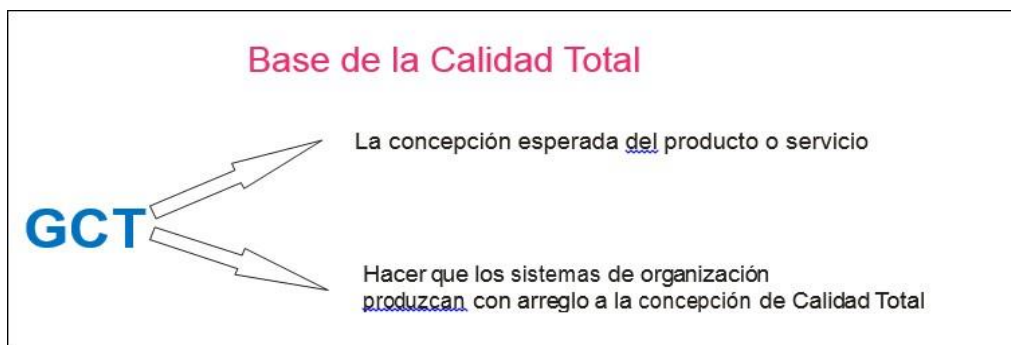 Base de la Calidad Total
La concepción esperada del producto o servicio
GCT
Hacer que los sistemas de organización
produzcan con arreglo a la concepción de Calidad Total